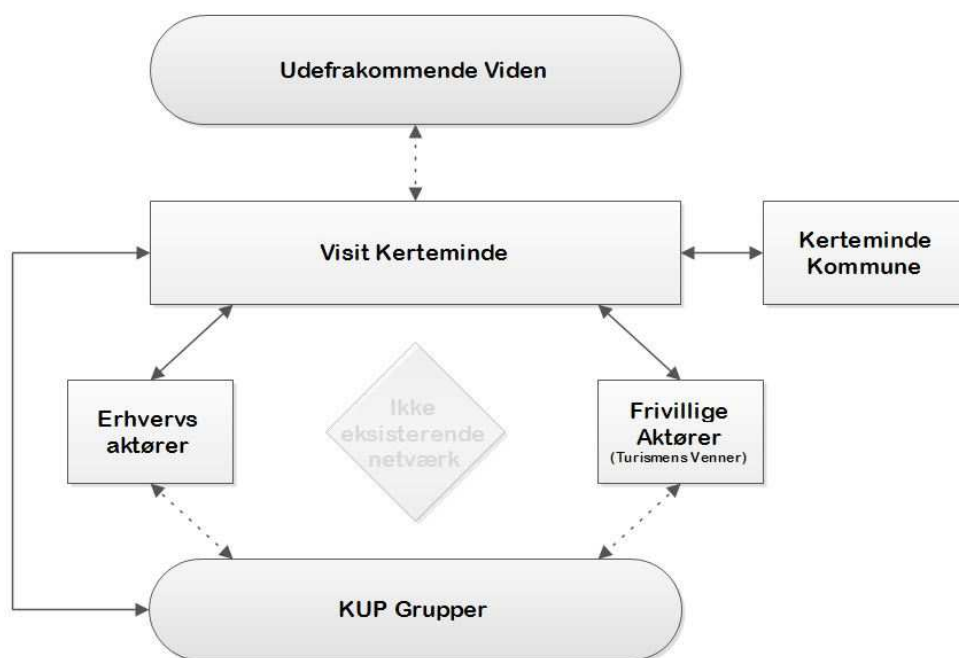 Udefrakommende Viden
Visit Kerteminde
Kerteminde
Kommune
Erhvervs
aktører
Ikke
eksisterende
netværk
Frivillige
Aktører
(Turismens Venner)
KUP Grupper